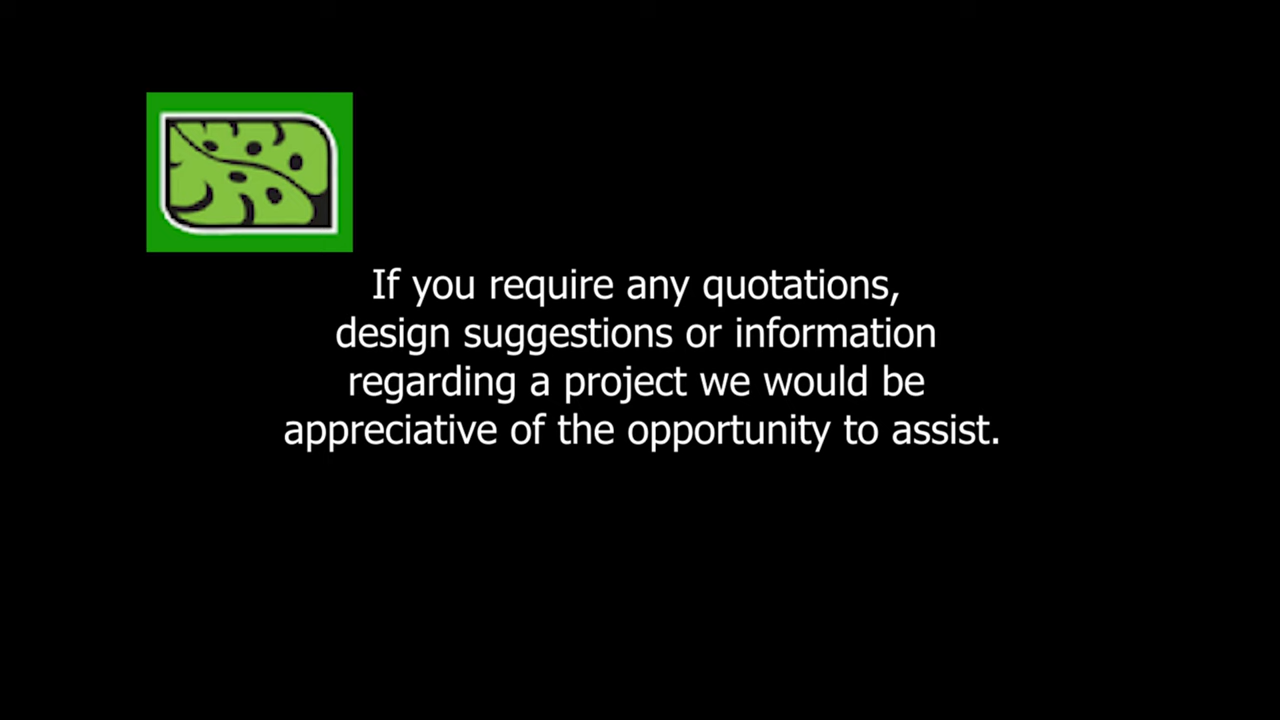 If you require any quotations,
design suggestions or information
regarding a project we would be
appreciative of the opportunity to assist.